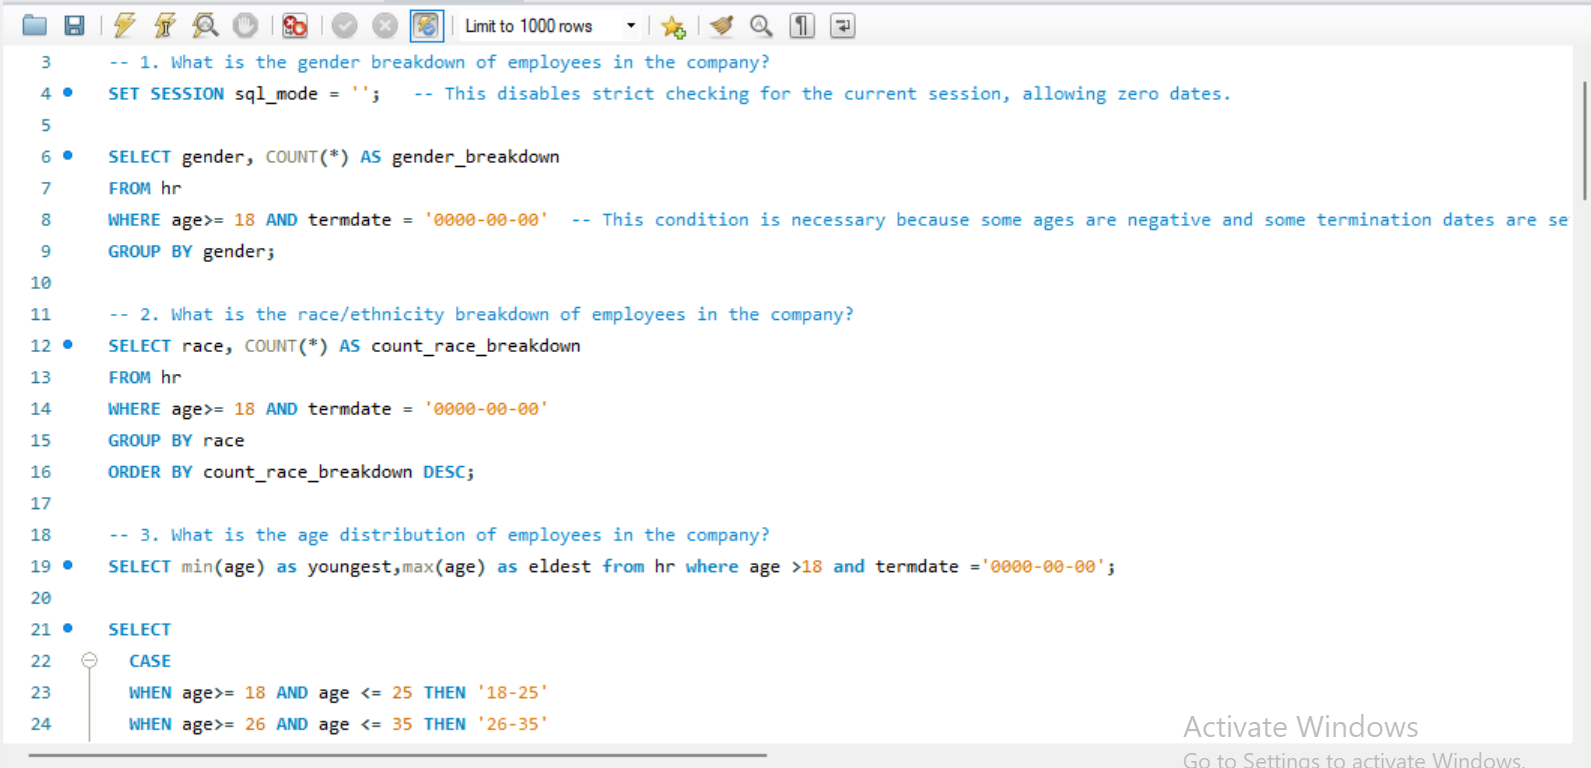 Limit to 1000 rows
3 -- 1. What is the gender breakdown of employees in the company?
4 SET SESSION sql_mode = ''; -- This disables strict checking for the current session, allowing zero dates.
5
6 SELECT gender, COUNT(*) AS gender_breakdown
7 FROM hr
8 WHERE age>= 18 AND termdate = '0000-00-00' -- This condition is necessary because some ages are negative and some termination dates are se
9 GROUP BY gender;
10
11 -- 2. What is the race/ethnicity breakdown of employees in the company?
12 SELECT race, COUNT(*) AS count_race_breakdown
13 FROM hr
14 WHERE age>= 18 AND termdate = '0000-00-00'
15 GROUP BY race
16 ORDER BY count_race_breakdown DESC;
17
18 -- 3. What is the age distribution of employees in the company?
19 SELECT min(age) as youngest,max(age) as eldest from hr where age >18 and termdate ='0000-00-00';
20
21 SELECT
22 CASE
23 WHEN age>= 18 AND age <= 25 THEN '18-25'
24 WHEN age>= 26 AND age <= 35 THEN '26-35'
Activate Windows
Go to Settings to activate Windows.